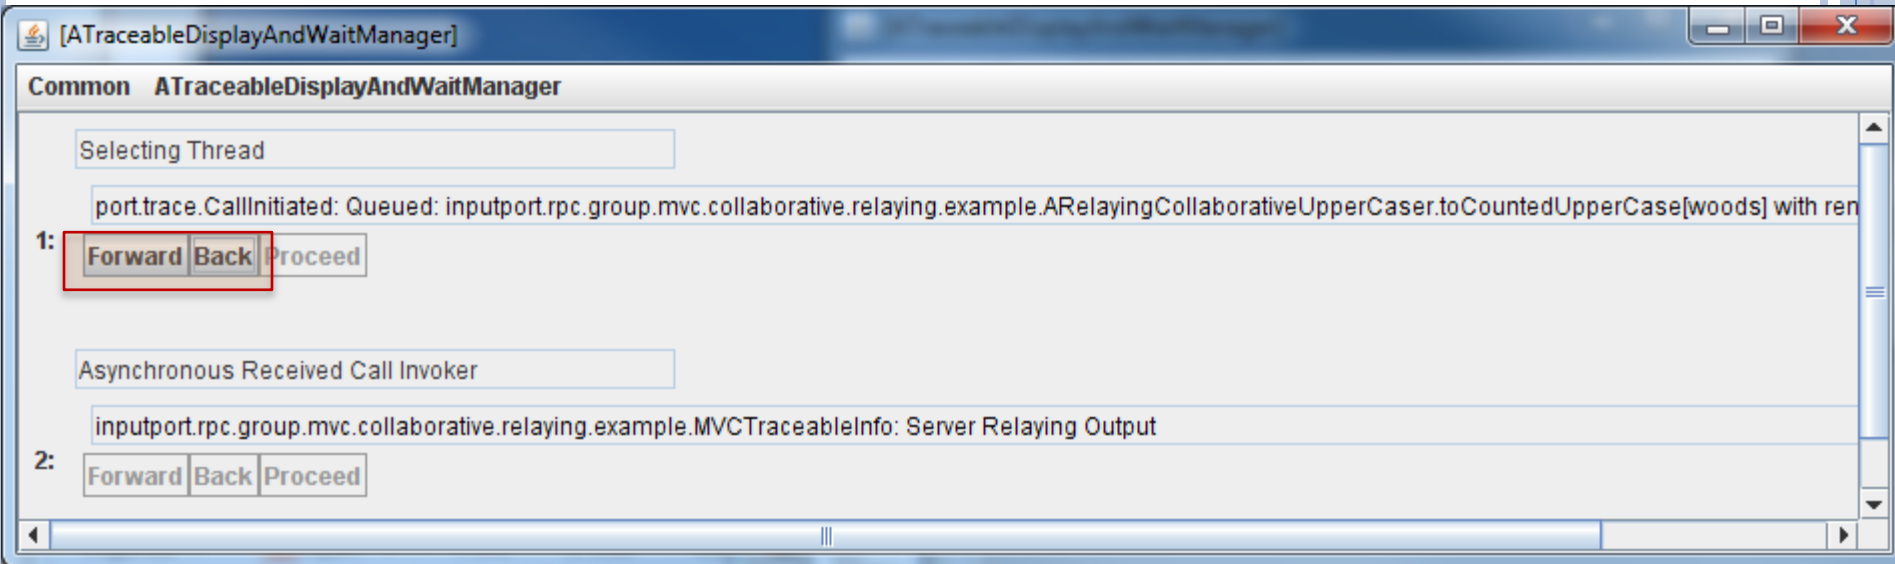 [ATraceableDisplayAndWaitManager]
Common ATraceableDisplayAndWaitManager
Selecting Thread
port.trace.CallInitiated: Queued: inputport.rpc.group.mvc.collaborative.relaying.example.ARelayingCollaborativeUpperCaser.toCountedUpperCase[woods] with ren
1:
Forward Back Proceed
Asynchronous Received Call Invoker
inputport.rpc.group.mvc.collaborative.relaying.example.MVCTraceableInfo: Server Relaying Output
2:
Forward Back Proceed